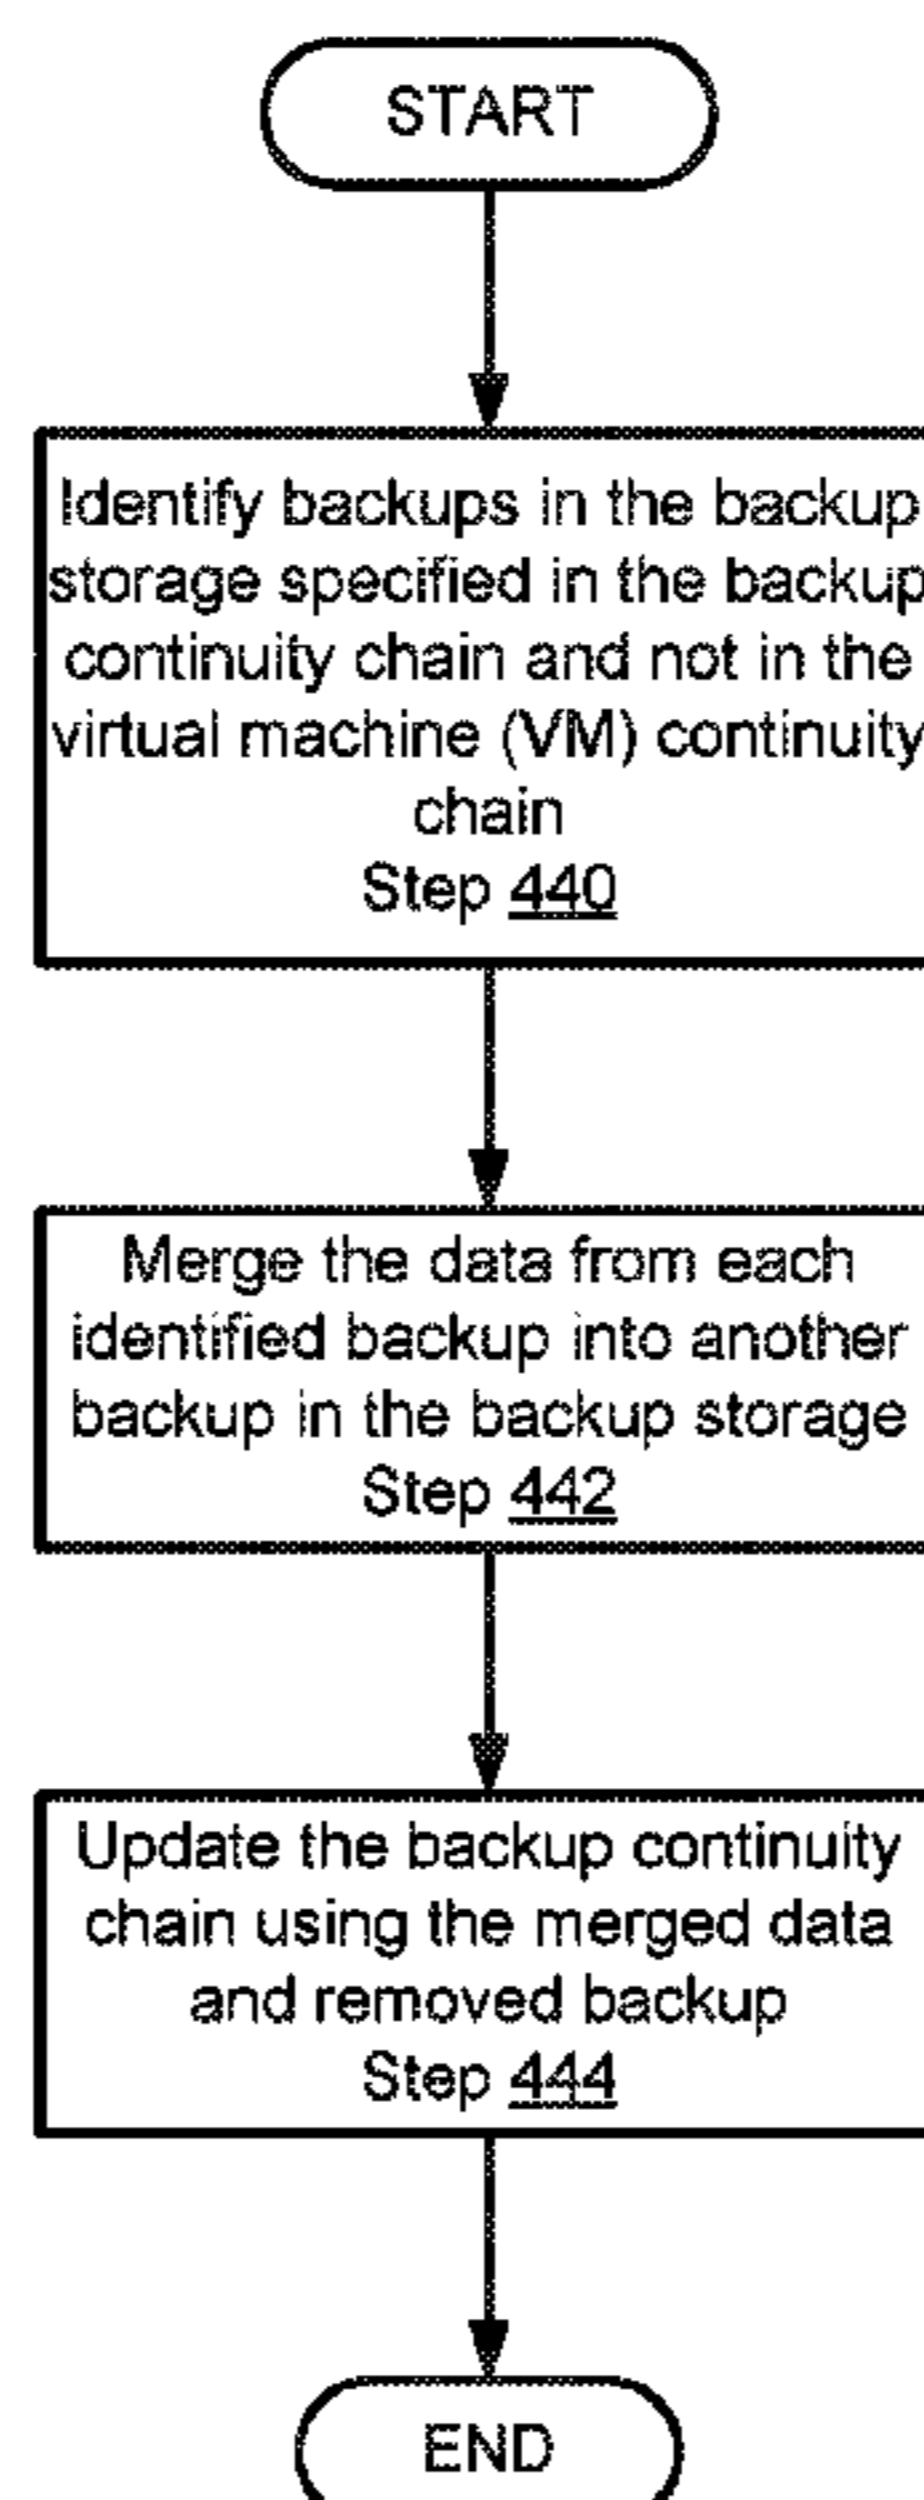 START
Identify backups in the backup
storage specified in the backup
continuity chain and not in the
virtual machine (VM) continuity
chain
Step 440
Merge the data from each
identified backup into another
backup in the backup storage
Step 442
Update the backup continuity
chain using the merged data
and removed backup
Step 444
END